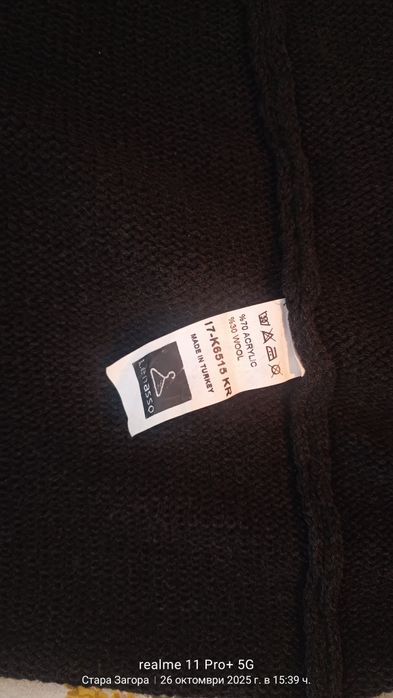 %70 ACRYLIC
%30 WOOL
17-K6515 KR
MADE IN TURKEY
Lenasso
realme 11 Pro+ 5G
Стара Загора | 26 октомври 2025 г. в 15:39 ч.